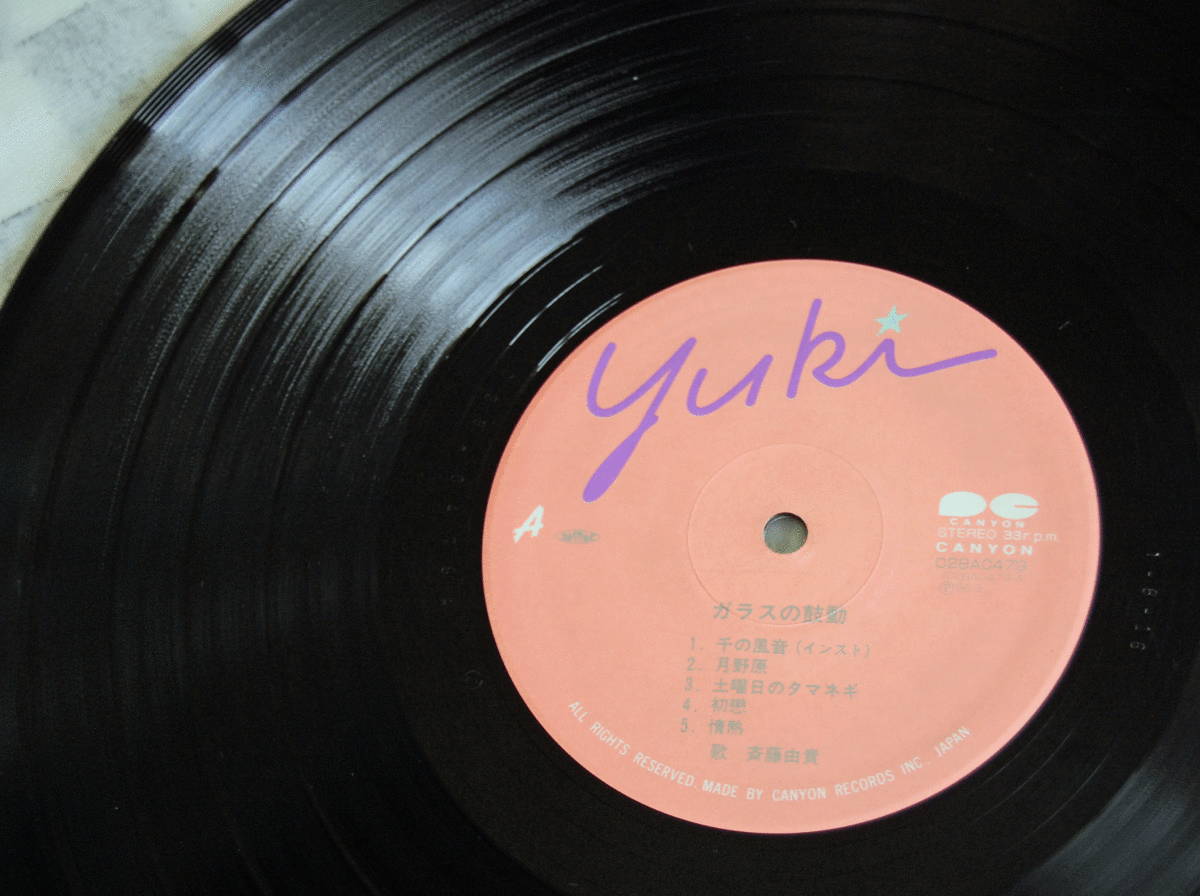 yuki
A
CANYON
STEREO 33r.p.m.
CANYON
C28A0479
ガラスの鼓動
1. 千の風音(インスト)
2. 月野原
3. 土曜日のタマネギ
4. 初戀
5. 情熱
歌 斉藤由貴
ALL RIGHTS RESERVED. MADE BY CANYON RECORDS INC., JAPAN